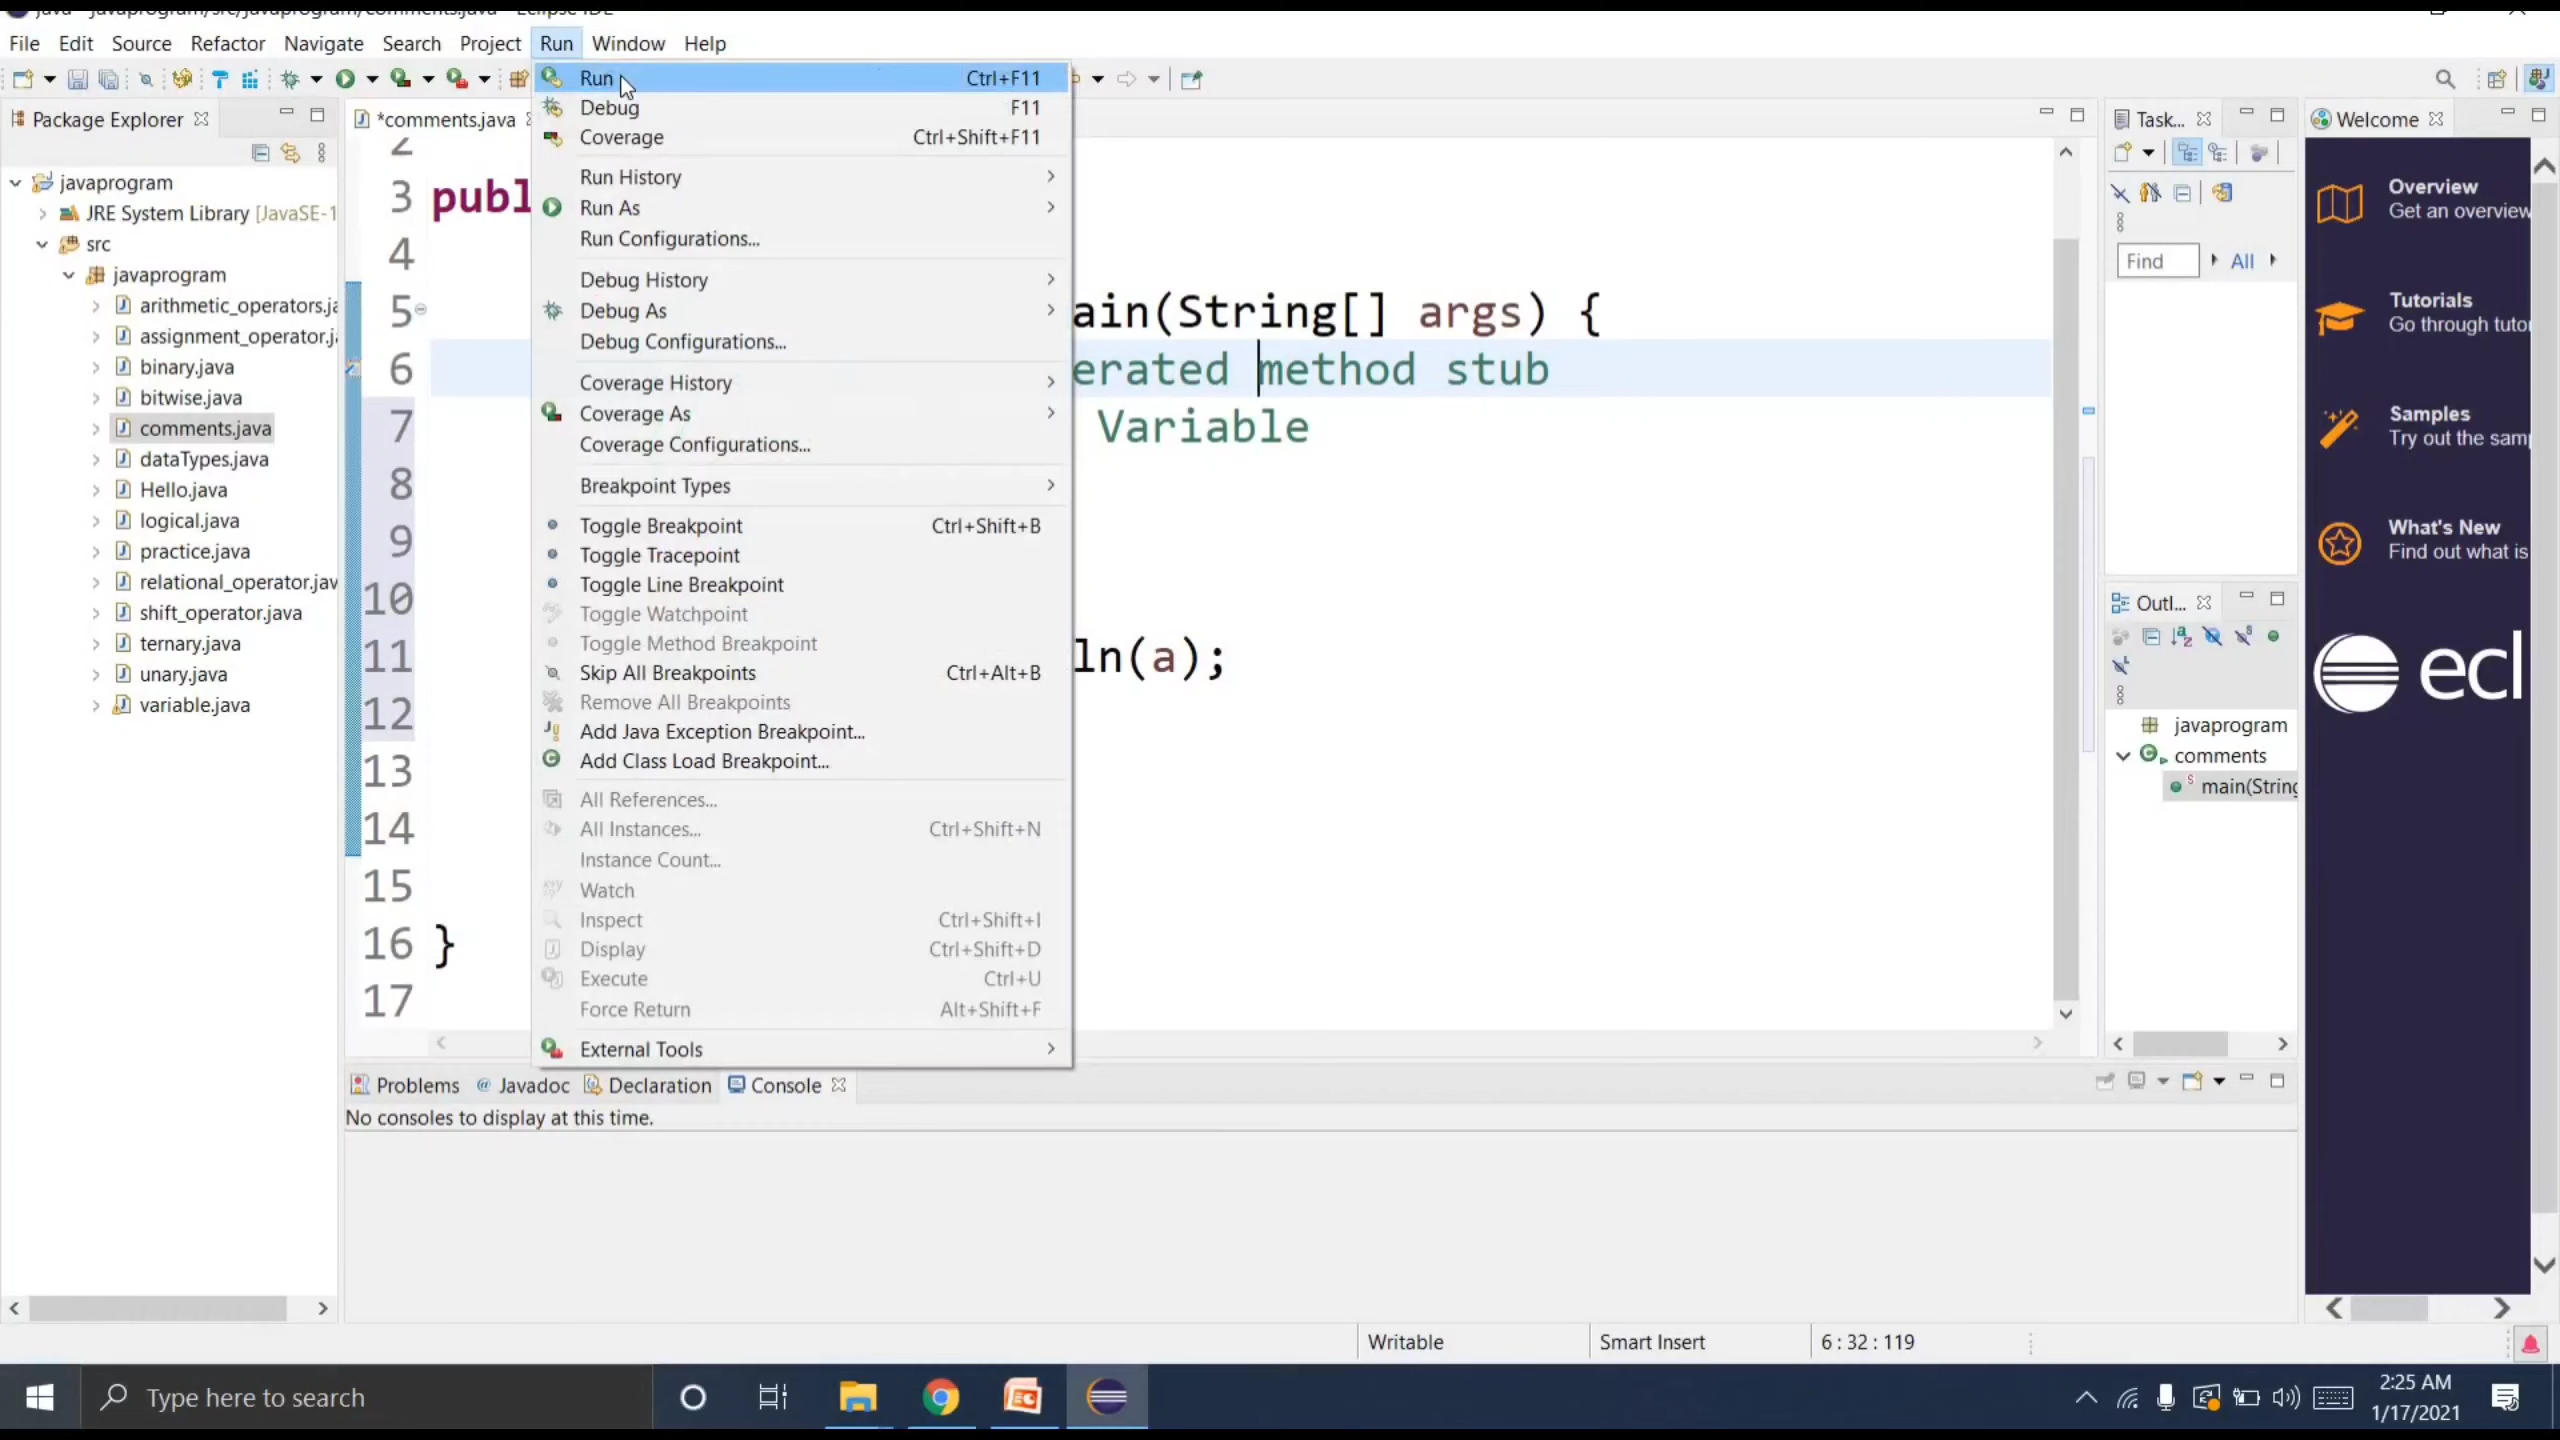 java - javaprogram/src/javaprogram/comments.java - Eclipse IDE
File Edit Source Refactor Navigate Search Project Run Window Help
Package Explorer
javaprogram
JRE System Library [JavaSE-1
src
javaprogram
arithmetic_operators.ja
assignment_operator.ja
binary.java
bitwise.java
comments.java
dataTypes.java
Hello.java
logical.java
practice.java
relational_operator.jav
shift_operator.java
ternary.java
unary.java
variable.java
*comments.java
2
3 publ
4
5 ain(String[] args) {
6 erated method stub
7 Variable
8
9
10
11 ln(a);
12
13
14
15
16 }
17
Run Ctrl+F11
Debug F11
Coverage Ctrl+Shift+F11
Run History
Run As
Run Configurations...
Debug History
Debug As
Debug Configurations...
Coverage History
Coverage As
Coverage Configurations...
Breakpoint Types
Toggle Breakpoint Ctrl+Shift+B
Toggle Tracepoint
Toggle Line Breakpoint
Toggle Watchpoint
Toggle Method Breakpoint
Skip All Breakpoints Ctrl+Alt+B
Remove All Breakpoints
Add Java Exception Breakpoint...
Add Class Load Breakpoint...
All References...
All Instances... Ctrl+Shift+N
Instance Count...
Watch
Inspect Ctrl+Shift+I
Display Ctrl+Shift+D
Execute Ctrl+U
Force Return Alt+Shift+F
External Tools
Task...
Find All
Outl...
javaprogram
comments
main(String
Welcome
Overview
Get an overview
Tutorials
Go through tuto
Samples
Try out the sam
What's New
Find out what is
ecl
Problems Javadoc Declaration Console
No consoles to display at this time.
Writable Smart Insert 6 : 32 : 119
Type here to search
2:25 AM
1/17/2021